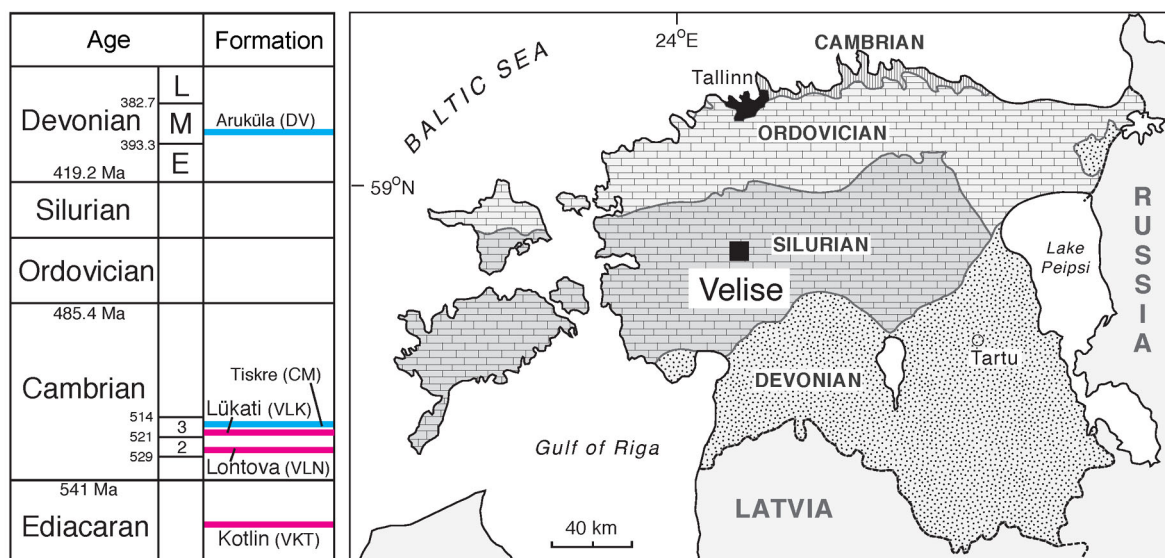 Age
Formation
Devonian
L
382.7
M
Aruküla (DV)
393.3
E
419.2 Ma
Silurian
Ordovician
485.4 Ma
Cambrian
Tiskre (CM)
Lükati (VLK)
514
3
521
2
529
Lohtova (VLN)
541 Ma
Ediacaran
Kotlin (VKT)
24°E
CAMBRIAN
BALTIC SEA
Tallinn
ORDOVICIAN
59°N
SILURIAN
Lake
Peipsi
Velise
RUSSIA
Tartu
DEVONIAN
Gulf of Riga
LATVIA
40 km